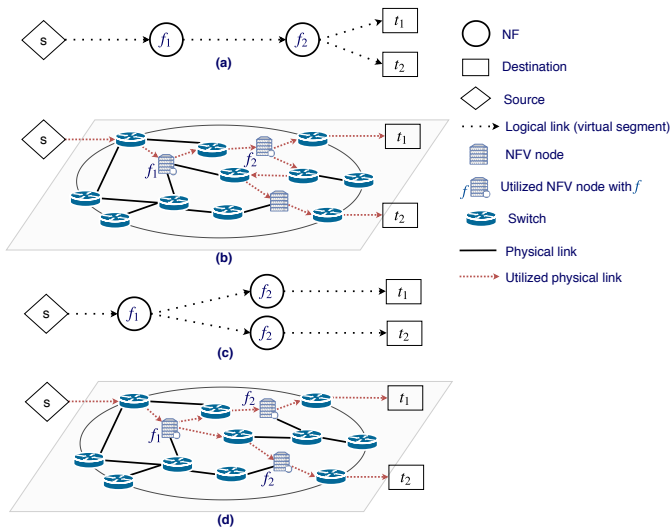 s f1 f2 t1
t2
(a)
s t1
f1 f2
t2
(b)
s f1 f2 t1
f2 t2
(c)
s t1
f1 f2
f2 t2
(d)
NF
Destination
Source
Logical link (virtual segment)
NFV node
f Utilized NFV node with f
Switch
Physical link
Utilized physical link